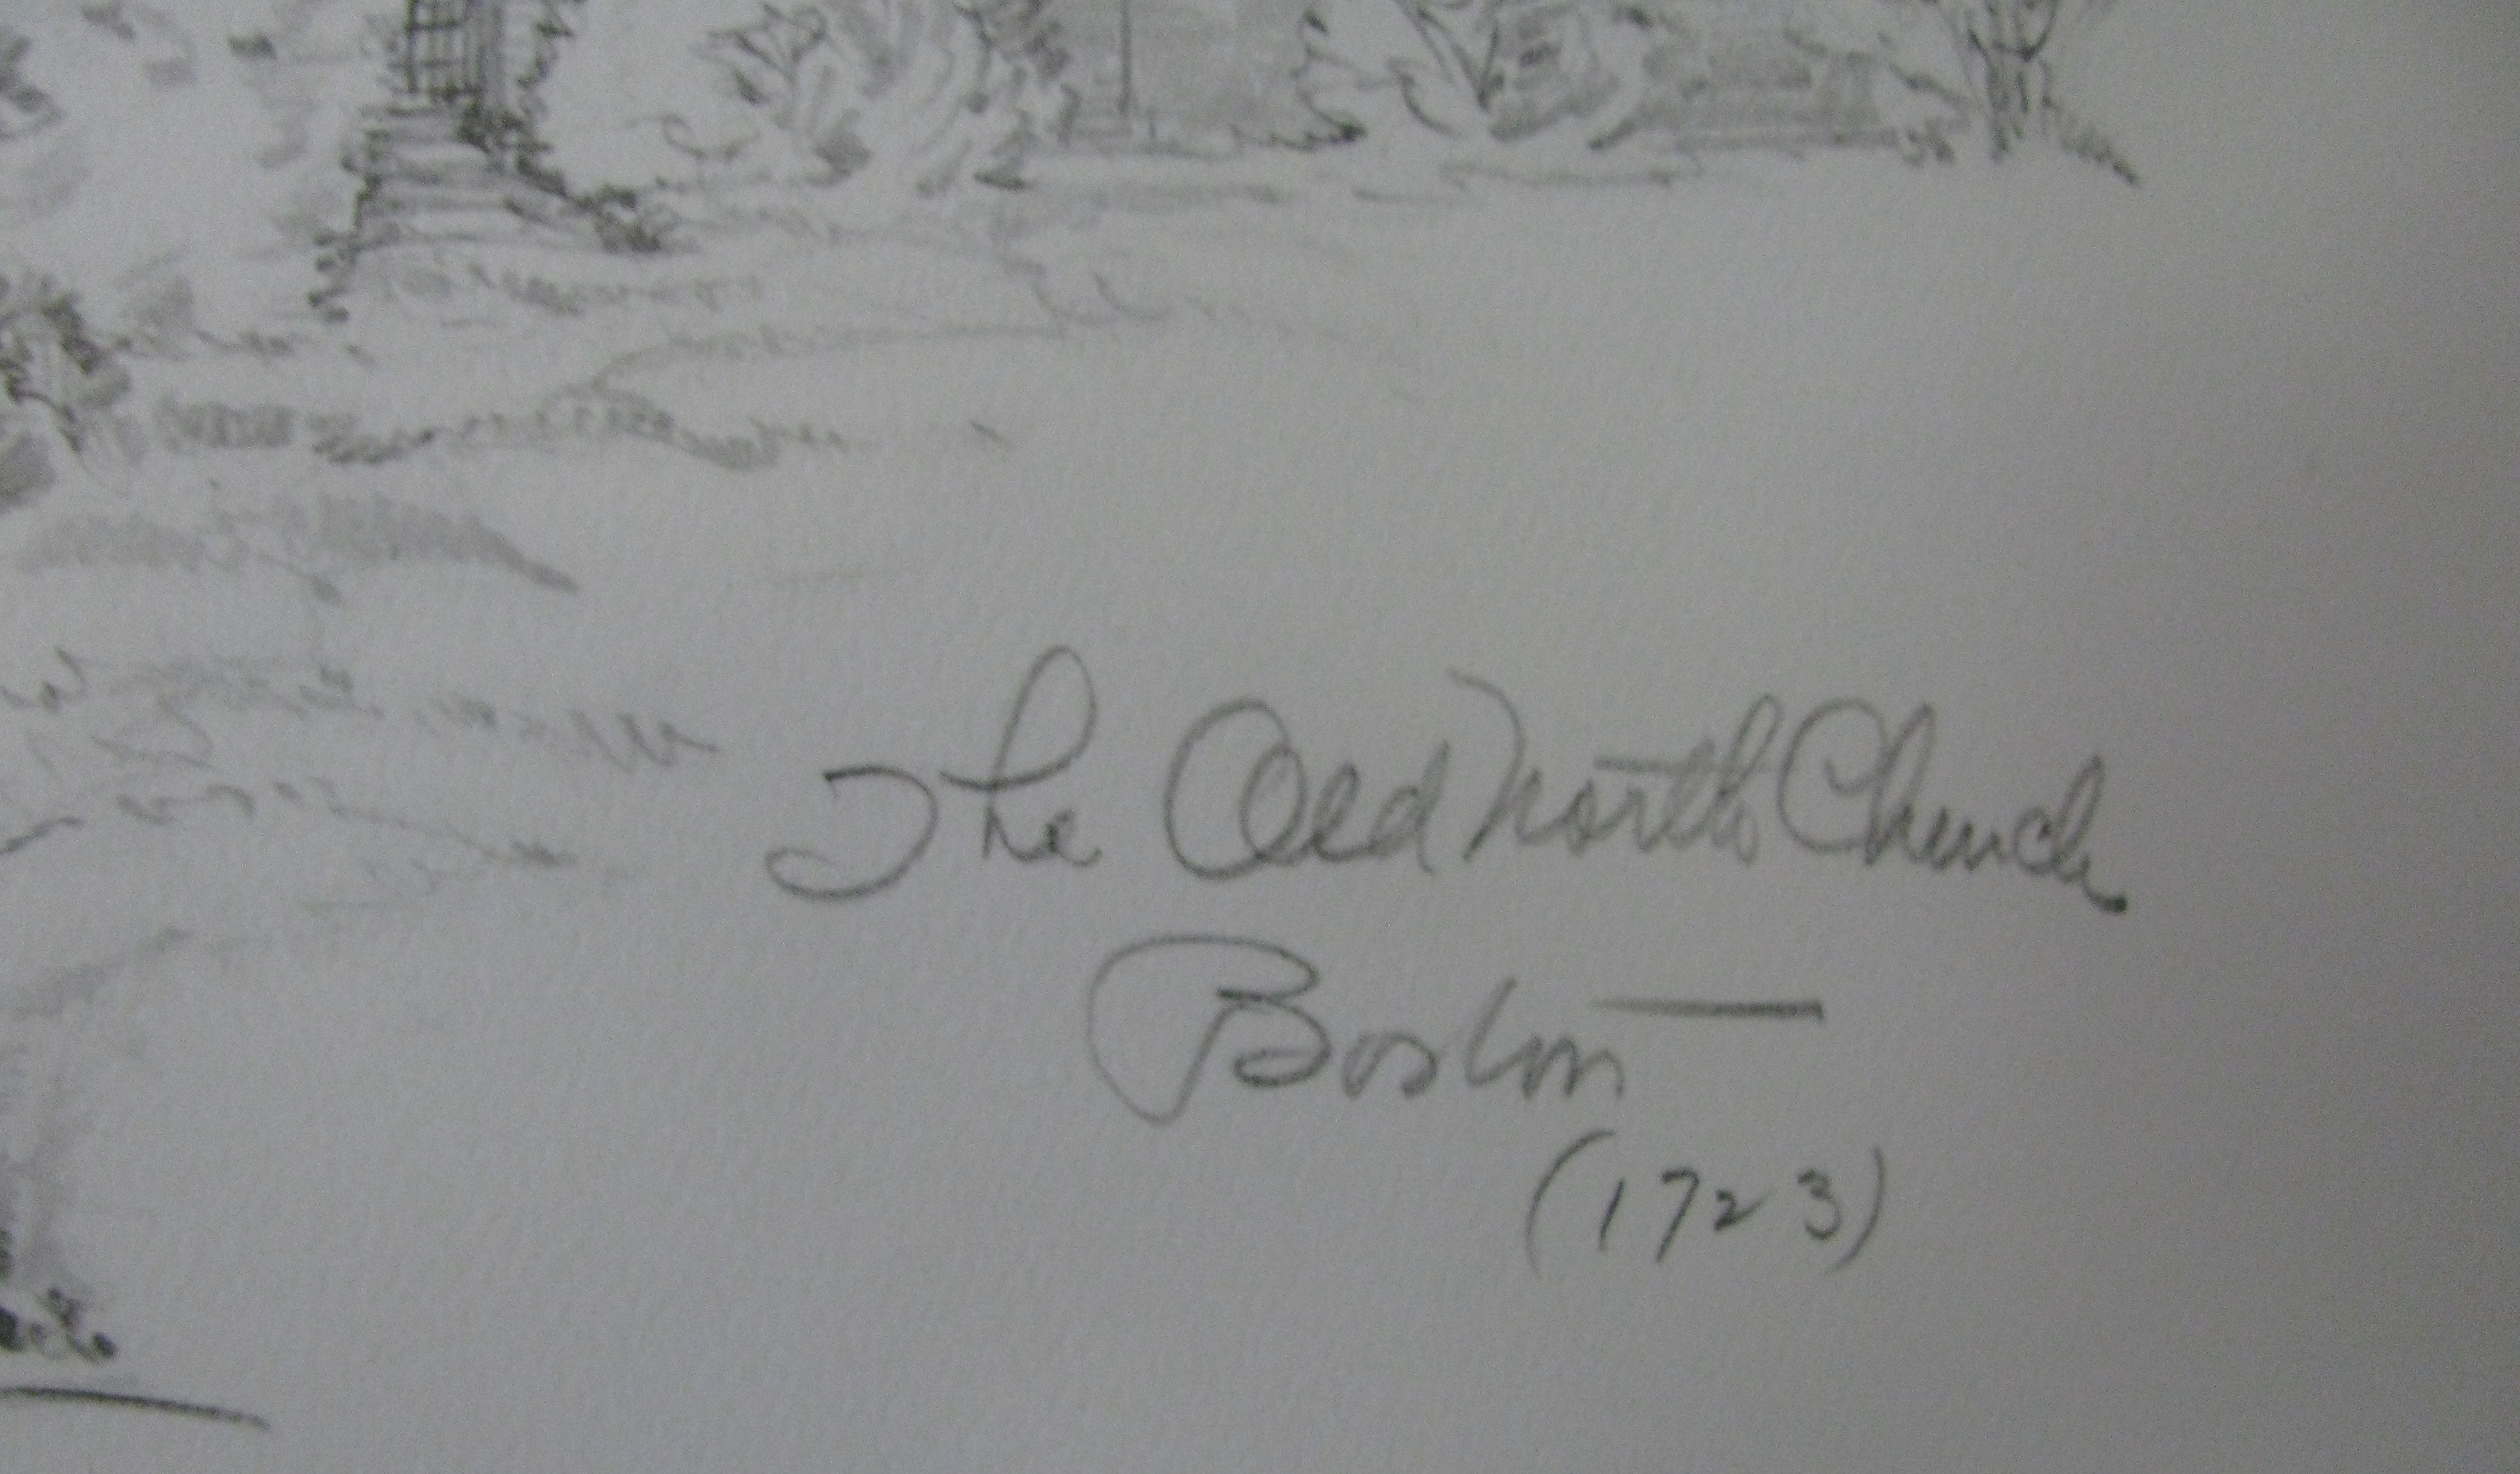 The Old North Church
Boston
(1723)